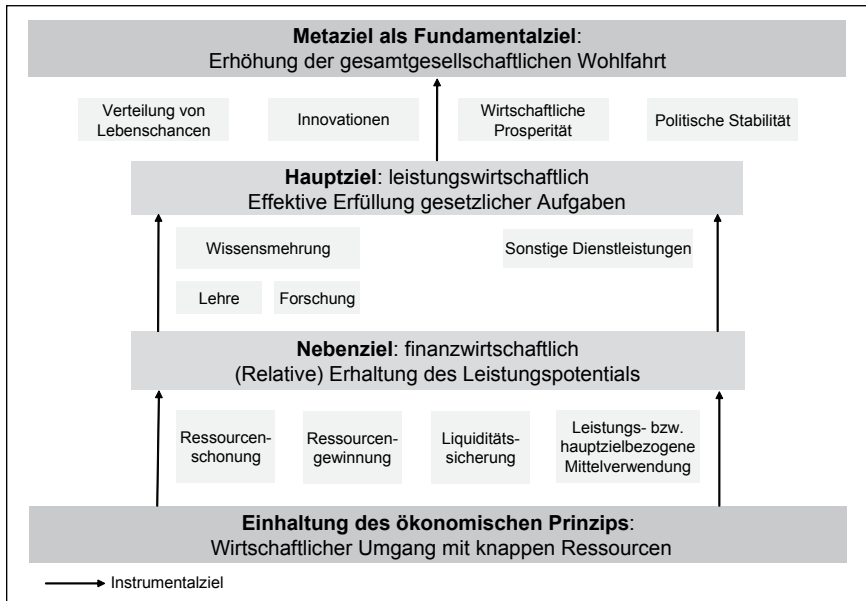 Metaziel als Fundamentalziel:
Erhöhung der gesamtgesellschaftlichen Wohlfahrt
Verteilung von
Lebenschancen
Innovationen
Wirtschaftliche
Prosperität
Politische Stabilität
Hauptziel: leistungswirtschaftlich
Effektive Erfüllung gesetzlicher Aufgaben
Wissensmehrung
Sonstige Dienstleistungen
Lehre
Forschung
Nebenziel: finanzwirtschaftlich
(Relative) Erhaltung des Leistungspotentials
Ressourcen-
schonung
Ressourcen-
gewinnung
Liquiditäts-
sicherung
Leistungs- bzw.
hauptzielbezogene
Mittelverwendung
Einhaltung des ökonomischen Prinzips:
Wirtschaftlicher Umgang mit knappen Ressourcen
Instrumentalziel